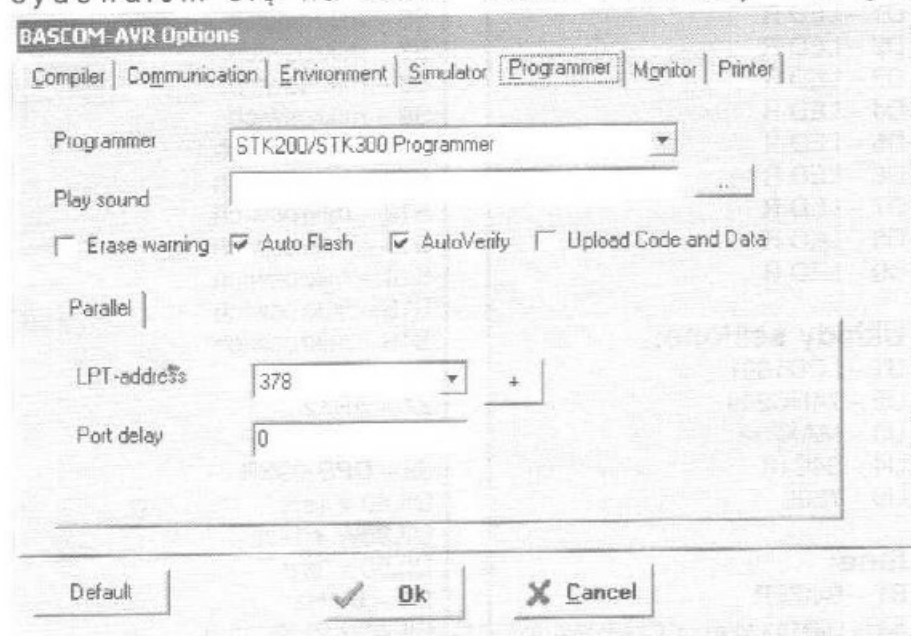 BASCOM-AVR Options
Compiler Communication Environment Simulator Programmer Monitor Printer
Programmer STK200/STK300 Programmer
Play sound ...
Erase warning Auto Flash AutoVerify Upload Code and Data
Parallel
LPT-address 378 +
Port delay 0
Default Ok Cancel